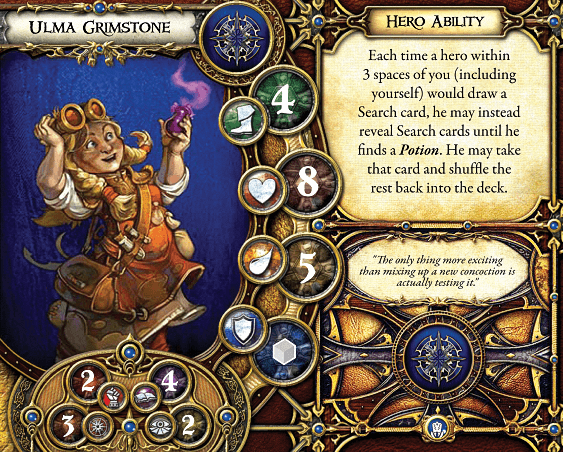 ULMA GRIMSTONE
HERO ABILITY
Each time a hero within
3 spaces of you (including
yourself) would draw a
Search card, he may instead
reveal Search cards until he
finds a Potion. He may take
that card and shuffle the
rest back into the deck.
4
8
5
"The only thing more exciting
than mixing up a new concoction is
actually testing it."
2 4
3 2